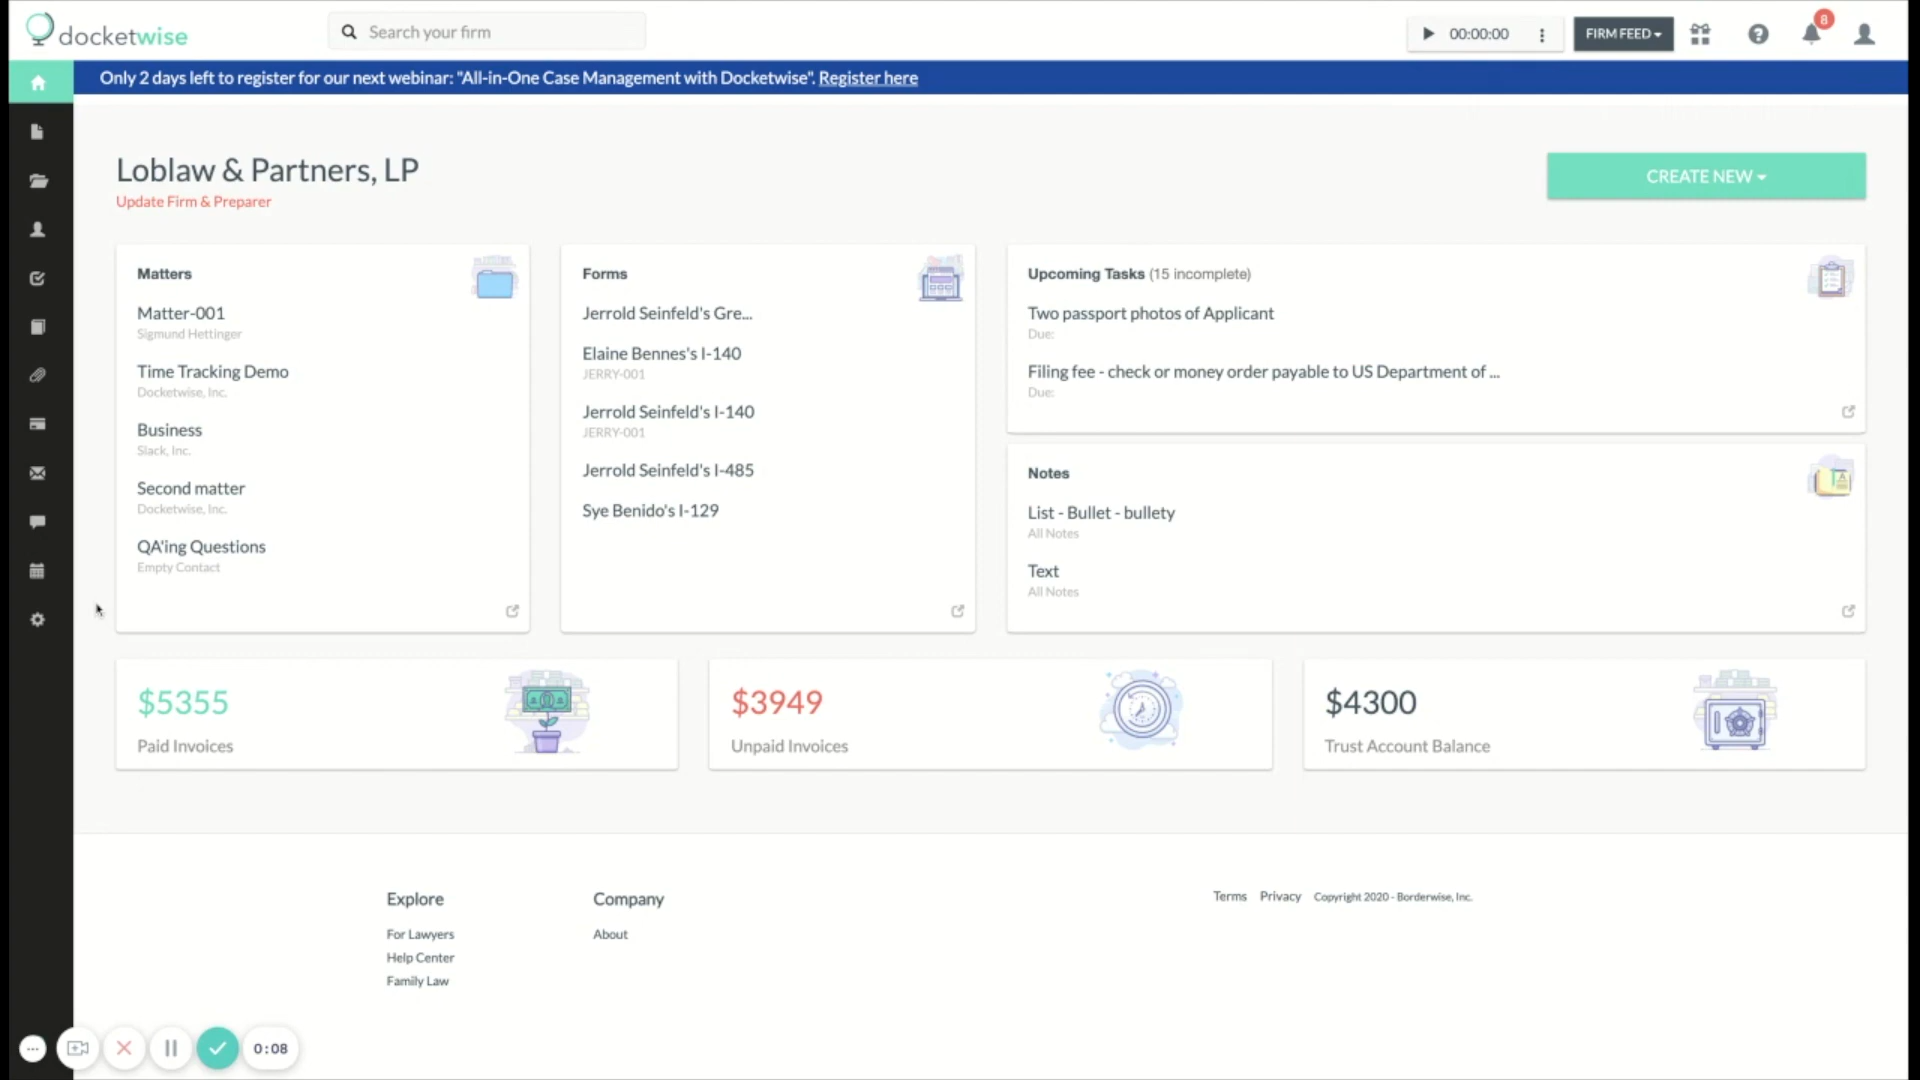 docketwise
Search your firm
00:00:00
FIRM FEED
8
Only 2 days left to register for our next webinar: "All-in-One Case Management with Docketwise". Register here
Loblaw & Partners, LP
Update Firm & Preparer
CREATE NEW
Matters
Matter-001
Sigmund Hettinger
Time Tracking Demo
Docketwise, Inc.
Business
Slack, Inc.
Second matter
Docketwise, Inc.
QA'ing Questions
Empty Contact
Forms
Jerrold Seinfeld's Gre...
Elaine Bennes's I-140
JERRY-001
Jerrold Seinfeld's I-140
JERRY-001
Jerrold Seinfeld's I-485
Sye Benido's I-129
Upcoming Tasks (15 incomplete)
Two passport photos of Applicant
Due:
Filing fee - check or money order payable to US Department of ...
Due:
Notes
List - Bullet - bullety
All Notes
Text
All Notes
$5355
Paid Invoices
$3949
Unpaid Invoices
$4300
Trust Account Balance
Explore
For Lawyers
Help Center
Family Law
Company
About
Terms Privacy Copyright 2020 - Borderwise, Inc.
0:08